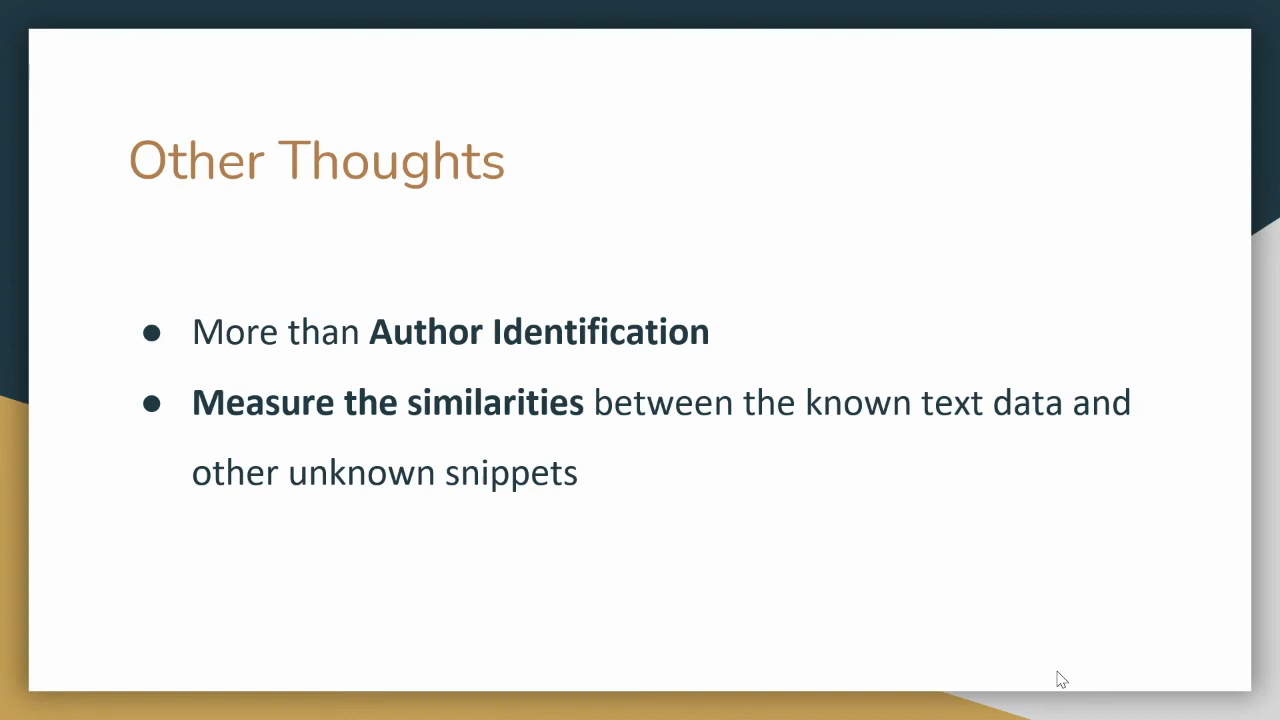 Other Thoughts
● More than Author Identification
● Measure the similarities between the known text data and
other unknown snippets